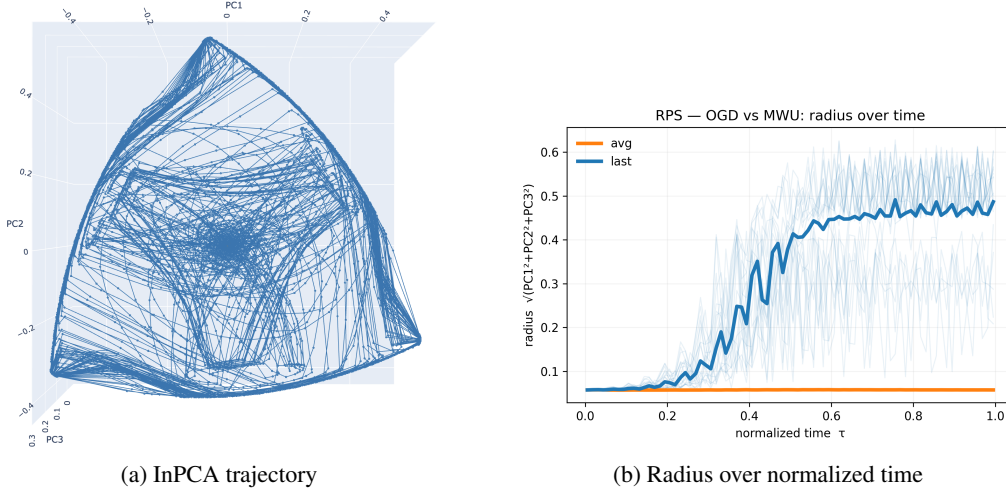 PC1
−0.4
−0.2
0
0.2
0.4
0.4
0.2
PC2
0
−0.2
−0.4
0
0.1
0.2
0.3
PC3
(a) InPCA trajectory
RPS — OGD vs MWU: radius over time
avg
last
0.6
0.5
0.4
0.3
0.2
0.1
radius √(PC1²+PC2²+PC3²)
0.0
0.2
0.4
0.6
0.8
1.0
normalized time τ
(b) Radius over normalized time